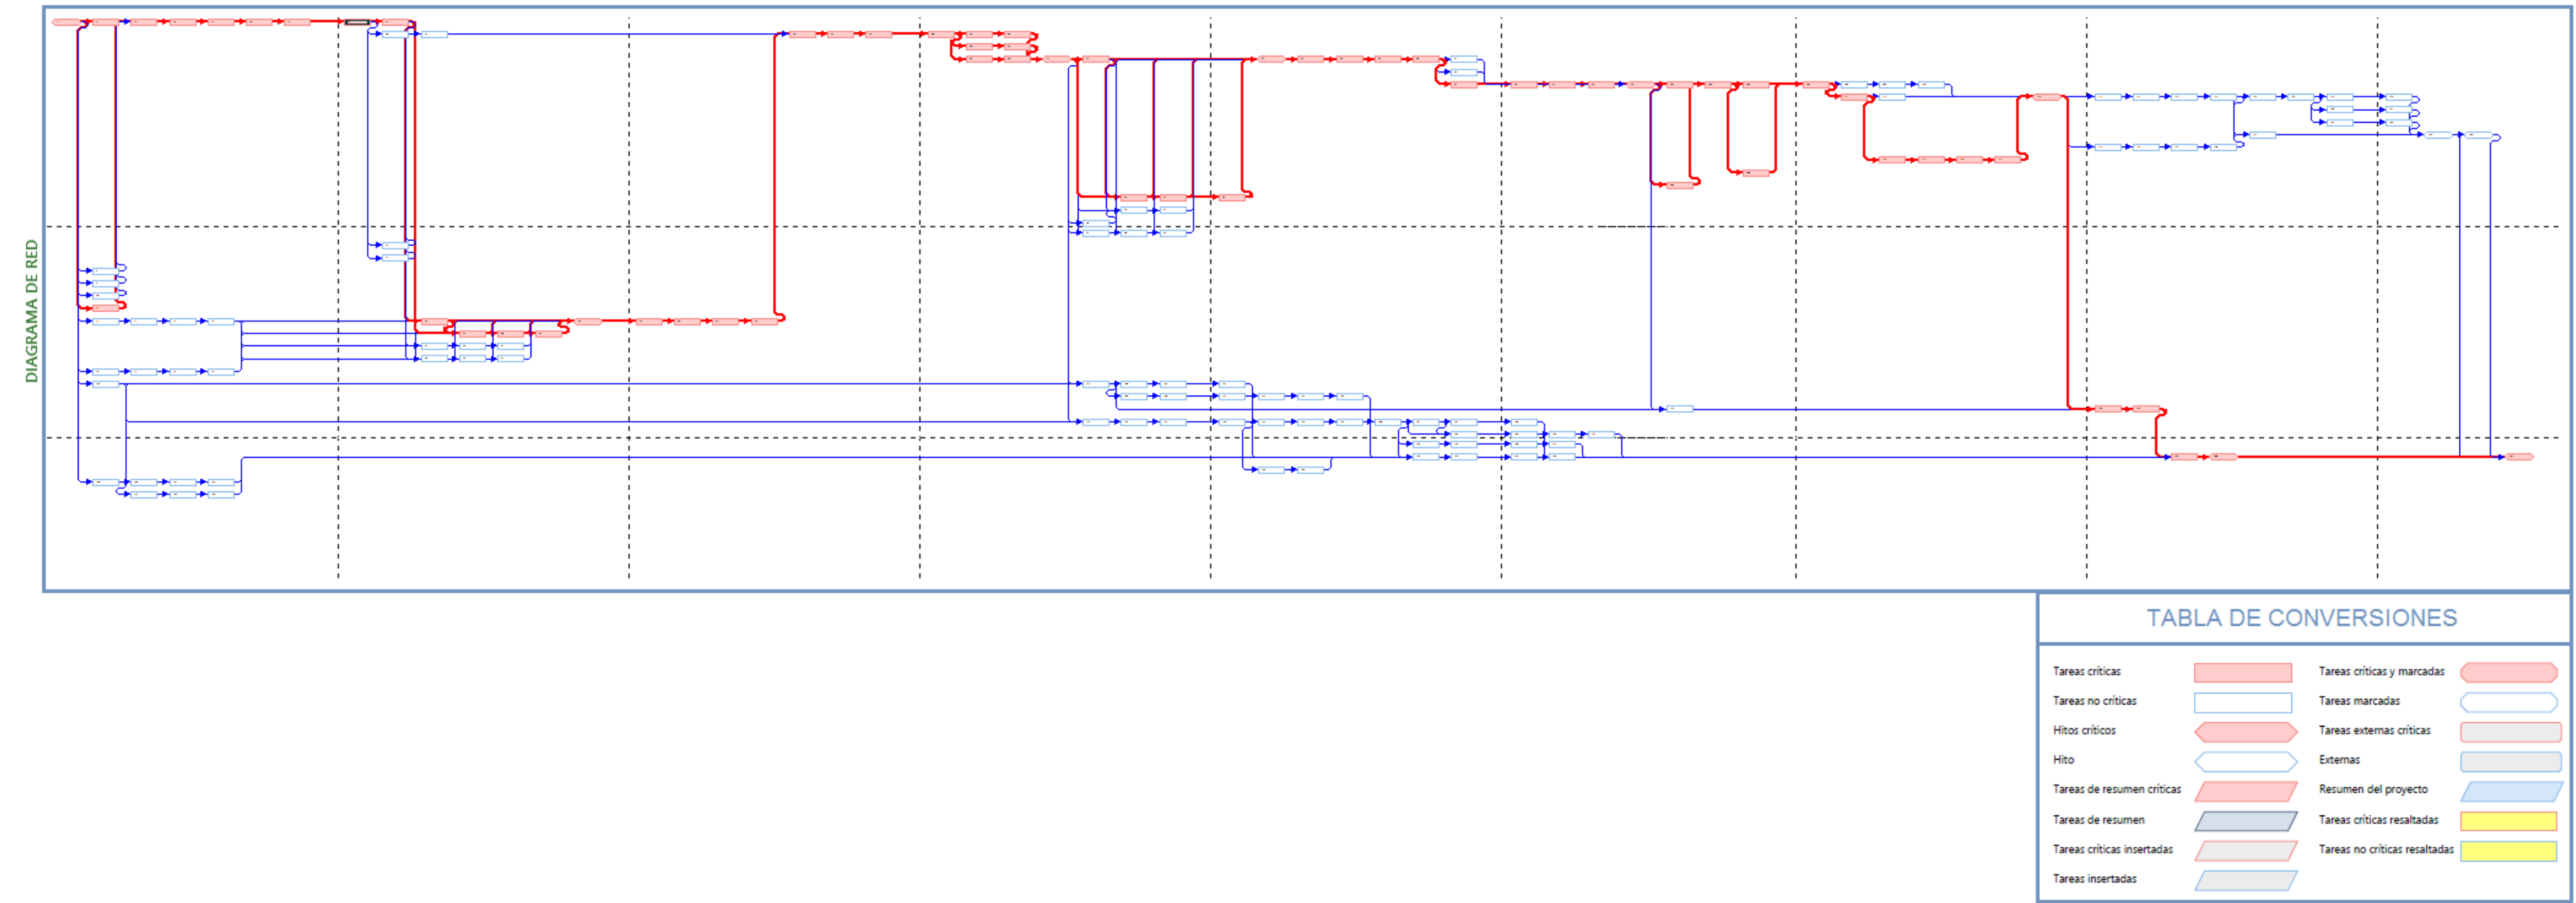 DIAGRAMA DE RED
TABLA DE CONVERSIONES
Tareas críticas
Tareas críticas y marcadas
Tareas no críticas
Tareas marcadas
Hitos críticos
Tareas externas críticas
Hito
Externas
Tareas de resumen críticas
Resumen del proyecto
Tareas de resumen
Tareas críticas resaltadas
Tareas críticas insertadas
Tareas no críticas resaltadas
Tareas insertadas